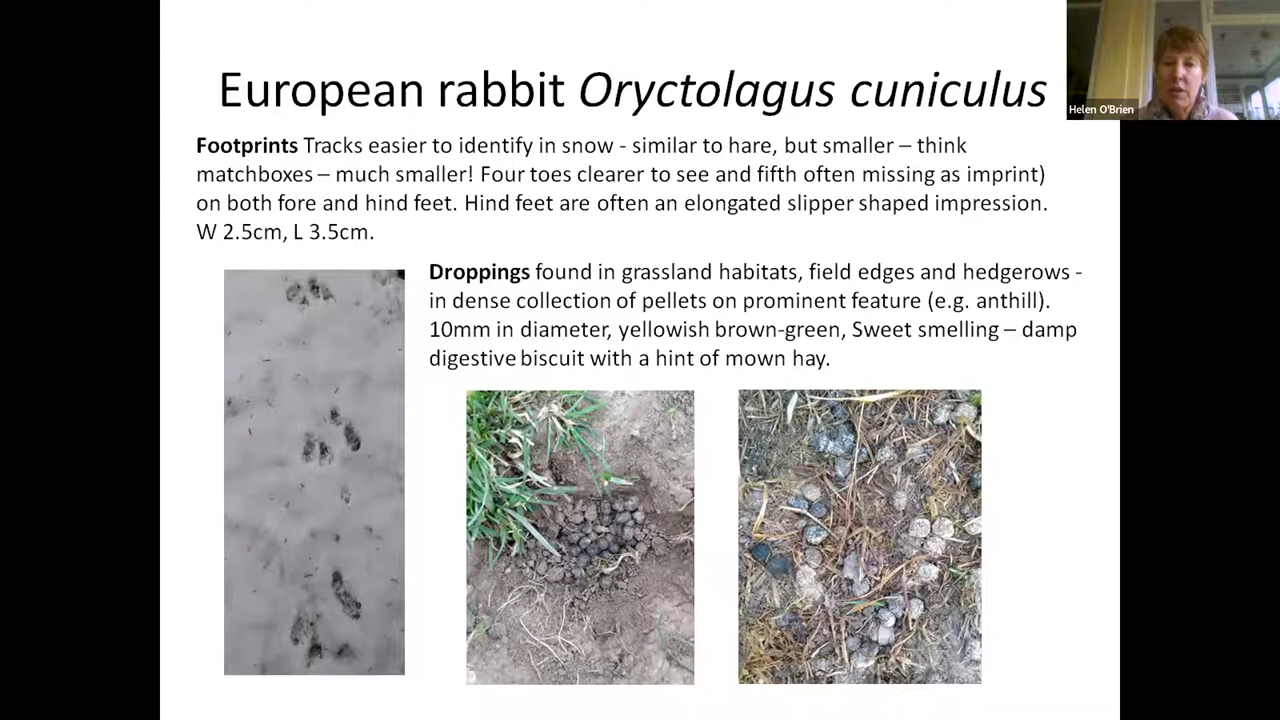 European rabbit Oryctolagus cuniculus
Helen O'Brien
Footprints Tracks easier to identify in snow - similar to hare, but smaller – think
matchboxes – much smaller! Four toes clearer to see and fifth often missing as imprint)
on both fore and hind feet. Hind feet are often an elongated slipper shaped impression.
W 2.5cm, L 3.5cm.
Droppings found in grassland habitats, field edges and hedgerows -
in dense collection of pellets on prominent feature (e.g. anthill).
10mm in diameter, yellowish brown-green, Sweet smelling – damp
digestive biscuit with a hint of mown hay.